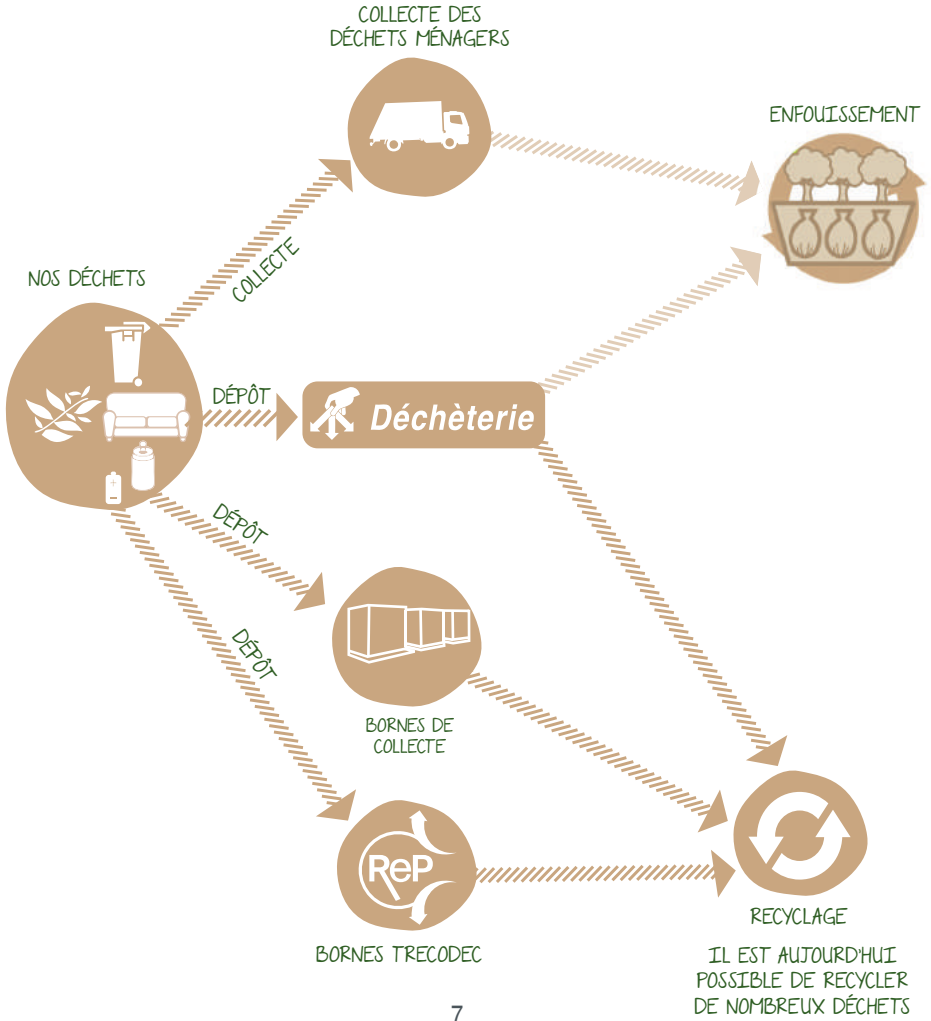 COLLECTE DES
DÉCHETS MÉNAGERS
ENFOUISSEMENT
COLLECTE
NOS DÉCHETS
DÉPÔT
Déchèterie
DÉPÔT
DÉPÔT
BORNES DE
COLLECTE
ReP
BORNES TRECODEC
RECYCLAGE
IL EST AUJOURD'HUI
POSSIBLE DE RECYCLER
DE NOMBREUX DÉCHETS
7